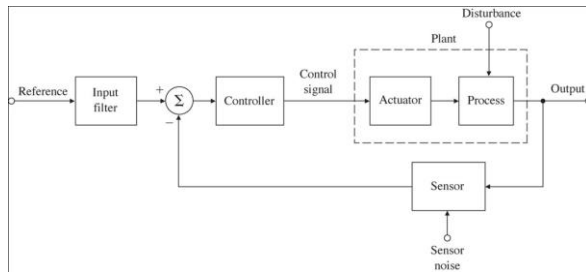 Disturbance
Plant
Reference
Input
filter
+
Σ
−
Controller
Control
signal
Actuator
Process
Output
Sensor
Sensor
noise